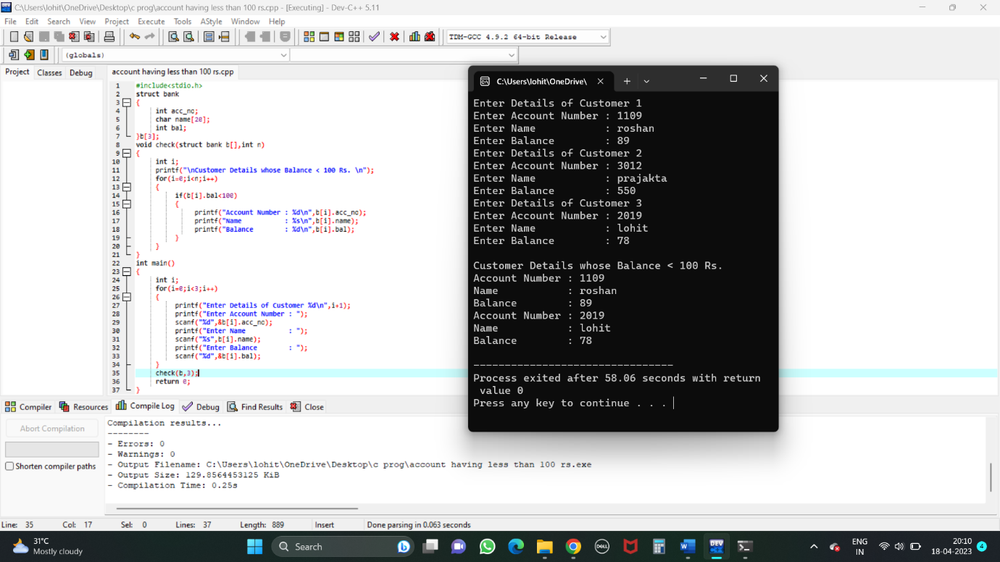 C:\Users\lohit\OneDrive\Desktop\c prog\account having less than 100 rs.cpp - [Executing] - Dev-C++ 5.11
File Edit Search View Project Execute Tools AStyle Window Help
TDM-GCC 4.9.2 64-bit Release
(globals)
Project Classes Debug
account having less than 100 rs.cpp
1 #include<stdio.h>
2 struct bank
3 {
4 int acc_no;
5 char name[20];
6 int bal;
7 }b[3];
8 void check(struct bank b[],int n)
9 {
10 int i;
11 printf("\nCustomer Details whose Balance < 100 Rs. \n");
12 for(i=0;i<n;i++)
13 {
14 if(b[i].bal<100)
15 {
16 printf("Account Number : %d\n",b[i].acc_no);
17 printf("Name           : %s\n",b[i].name);
18 printf("Balance        : %d\n",b[i].bal);
19 }
20 }
21 }
22 int main()
23 {
24 int i;
25 for(i=0;i<3;i++)
26 {
27 printf("Enter Details of Customer %d\n",i+1);
28 printf("Enter Account Number : ");
29 scanf("%d",&b[i].acc_no);
30 printf("Enter Name           : ");
31 scanf("%s",b[i].name);
32 printf("Enter Balance        : ");
33 scanf("%d",&b[i].bal);
34 }
35 check(b,3);
36 return 0;
37 }
C:\Users\lohit\OneDrive\
Enter Details of Customer 1
Enter Account Number : 1109
Enter Name           : roshan
Enter Balance        : 89
Enter Details of Customer 2
Enter Account Number : 3012
Enter Name           : prajakta
Enter Balance        : 550
Enter Details of Customer 3
Enter Account Number : 2019
Enter Name           : lohit
Enter Balance        : 78
Customer Details whose Balance < 100 Rs.
Account Number : 1109
Name           : roshan
Balance        : 89
Account Number : 2019
Name           : lohit
Balance        : 78
--------------------------------
Process exited after 58.06 seconds with return
value 0
Press any key to continue . . .
Compiler Resources Compile Log Debug Find Results Close
Abort Compilation
Shorten compiler paths
Compilation results...
--------
- Errors: 0
- Warnings: 0
- Output Filename: C:\Users\lohit\OneDrive\Desktop\c prog\account having less than 100 rs.exe
- Output Size: 129.8564453125 KiB
- Compilation Time: 0.25s
Line: 35 Col: 17 Sel: 0 Lines: 37 Length: 889 Insert Done parsing in 0.063 seconds
31°C
Mostly cloudy
Search
DELL
DEV
ENG
IN
20:10
18-04-2023
4